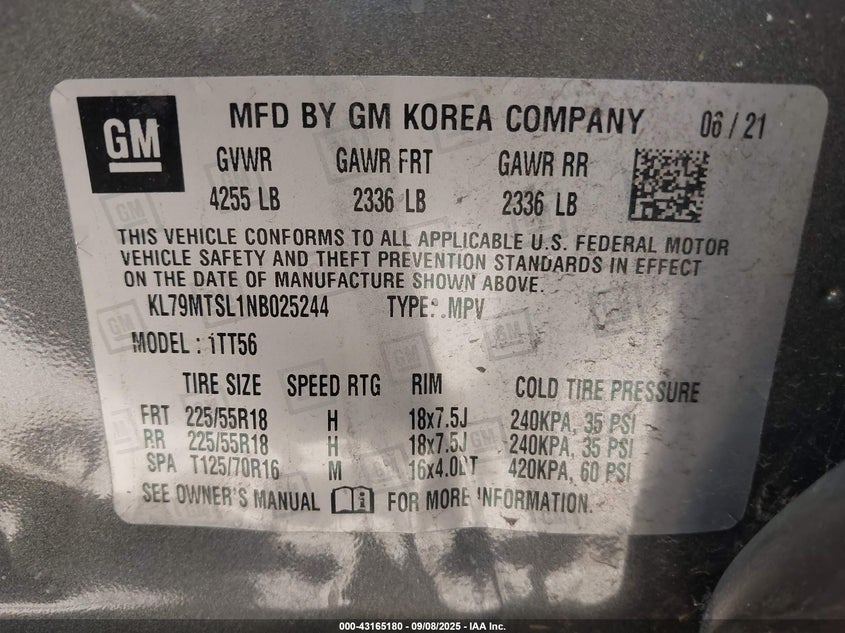 GM
MFD BY GM KOREA COMPANY 06 / 21
GVWR GAWR FRT GAWR RR
4255 LB 2336 LB 2336 LB
THIS VEHICLE CONFORMS TO ALL APPLICABLE U.S. FEDERAL MOTOR
VEHICLE SAFETY AND THEFT PREVENTION STANDARDS IN EFFECT
ON THE DATE OF MANUFACTURE SHOWN ABOVE.
KL79MTSL1NB025244 TYPE: MPV
MODEL : 1TT56
TIRE SIZE SPEED RTG RIM COLD TIRE PRESSURE
FRT 225/55R18 H 18x7.5J 240KPA, 35 PSI
RR 225/55R18 H 18x7.5J 240KPA, 35 PSI
SPA T125/70R16 M 16x4.0BT 420KPA, 60 PSI
SEE OWNER'S MANUAL i FOR MORE INFORMATION.
000-43165180 - 09/08/2025 - IAA Inc.